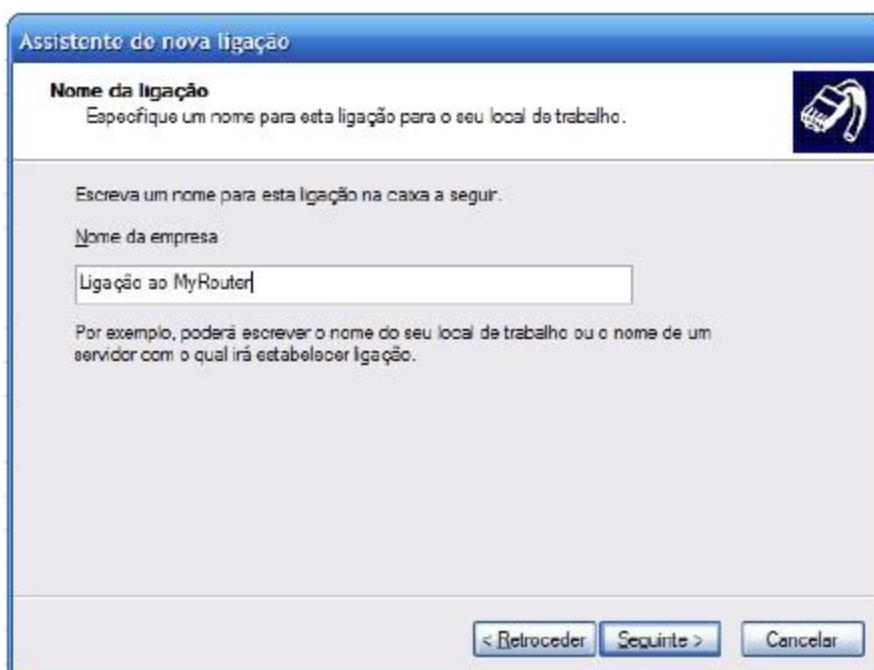 Assistente de nova ligação
Nome da ligação
Especifique um nome para esta ligação para o seu local de trabalho.
Escreva um nome para esta ligação na caixa a seguir.
Nome da empresa
Ligação ao MyRouter
Por exemplo, poderá escrever o nome do seu local de trabalho ou o nome de um
servidor com o qual irá estabelecer ligação.
< Retroceder Seguinte > Cancelar